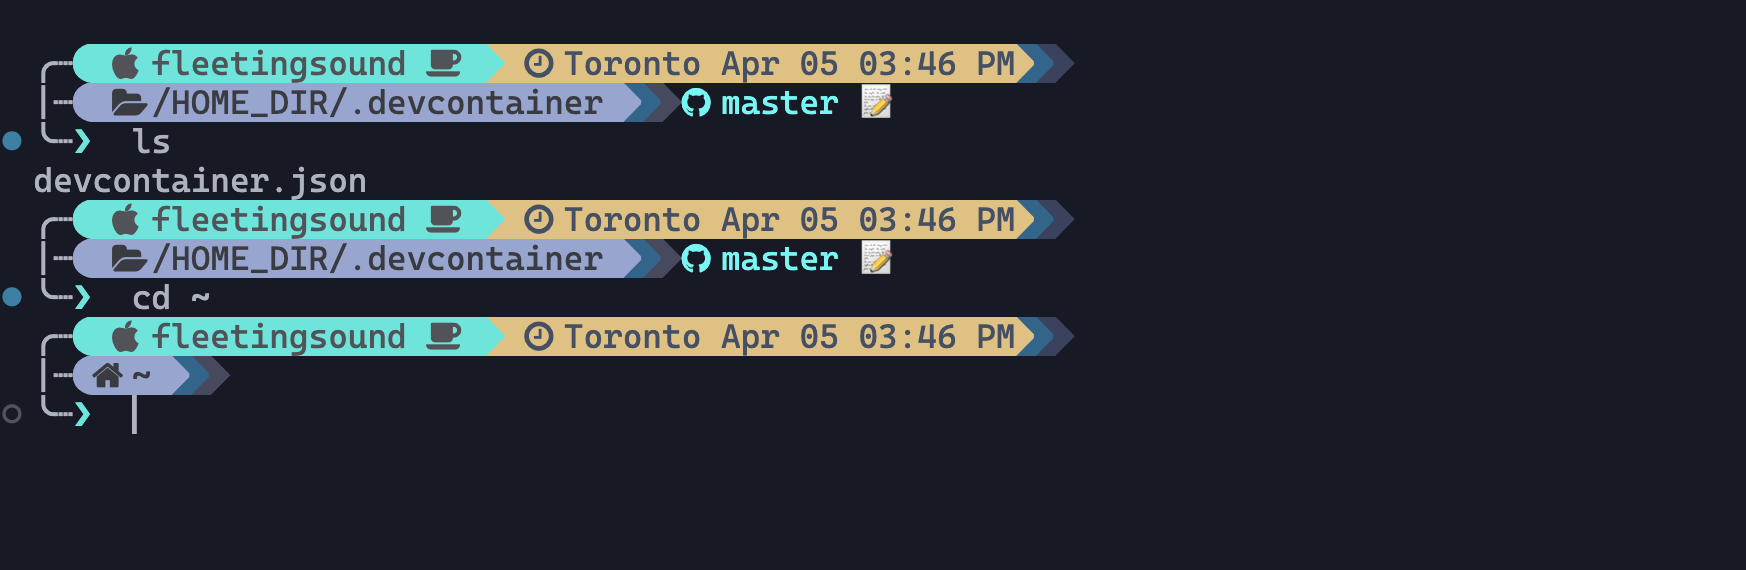 fleetingsound Toronto Apr 05 03:46 PM
/HOME_DIR/.devcontainer master
❯ ls
devcontainer.json
fleetingsound Toronto Apr 05 03:46 PM
/HOME_DIR/.devcontainer master
❯ cd ~
fleetingsound Toronto Apr 05 03:46 PM
~
❯